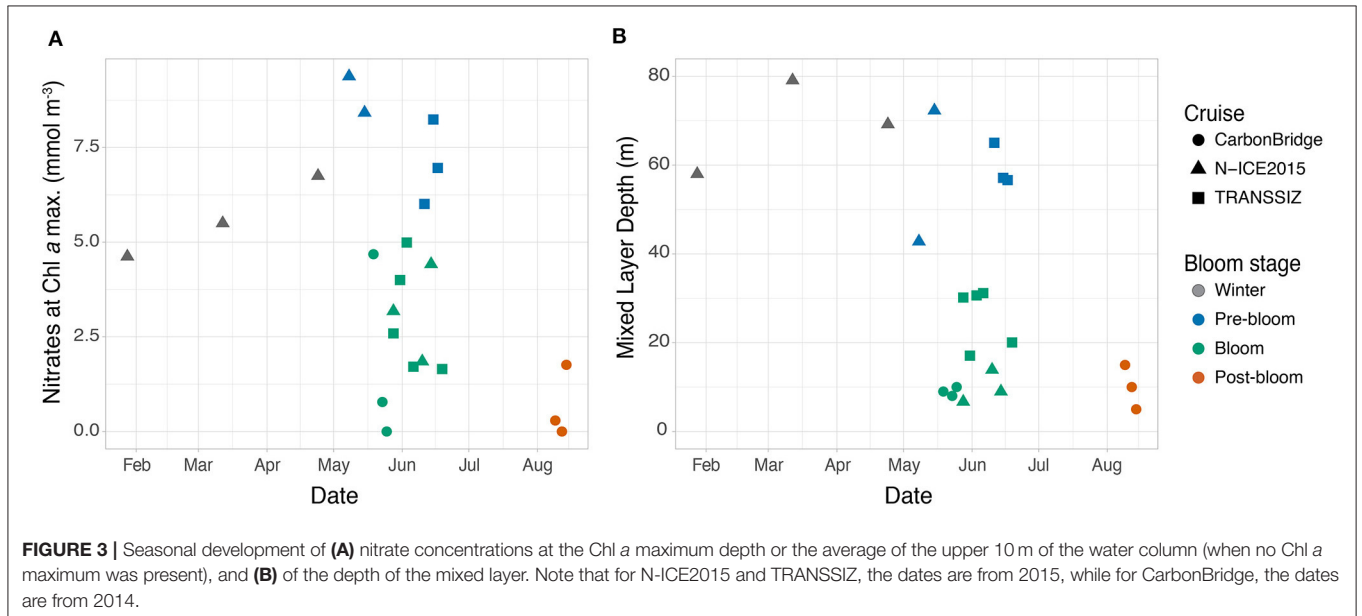 A
Nitrates at Chl a max. (mmol m-3)
7.5
5.0
2.5
0.0
Feb Mar Apr May Jun Jul Aug
Date
B
Mixed Layer Depth (m)
80
60
40
20
0
Feb Mar Apr May Jun Jul Aug
Date
Cruise
CarbonBridge
N−ICE2015
TRANSSIZ
Bloom stage
Winter
Pre-bloom
Bloom
Post-bloom
FIGURE 3 | Seasonal development of (A) nitrate concentrations at the Chl a maximum depth or the average of the upper 10 m of the water column (when no Chl a
maximum was present), and (B) of the depth of the mixed layer. Note that for N-ICE2015 and TRANSSIZ, the dates are from 2015, while for CarbonBridge, the dates
are from 2014.